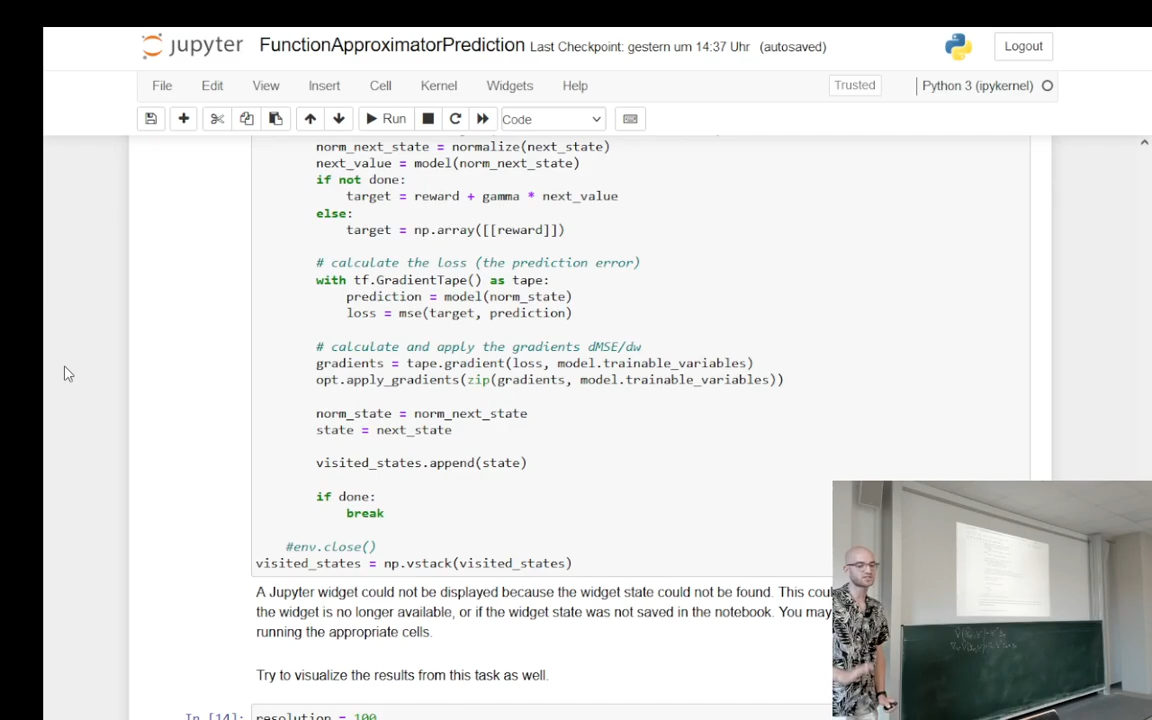 jupyter FunctionApproximatorPrediction Last Checkpoint: gestern um 14:37 Uhr (autosaved) Logout
File Edit View Insert Cell Kernel Widgets Help Trusted Python 3 (ipykernel)
Run Code
norm_next_state = normalize(next_state)
next_value = model(norm_next_state)
if not done:
target = reward + gamma * next_value
else:
target = np.array([[reward]])
# calculate the loss (the prediction error)
with tf.GradientTape() as tape:
prediction = model(norm_state)
loss = mse(target, prediction)
# calculate and apply the gradients dMSE/dw
gradients = tape.gradient(loss, model.trainable_variables)
opt.apply_gradients(zip(gradients, model.trainable_variables))
norm_state = norm_next_state
state = next_state
visited_states.append(state)
if done:
break
#env.close()
visited_states = np.vstack(visited_states)
A Jupyter widget could not be displayed because the widget state could not be found. This
the widget is no longer available, or if the widget state was not saved in the notebook. You may
running the appropriate cells.
Try to visualize the results from this task as well.
In [14]: resolution = 100